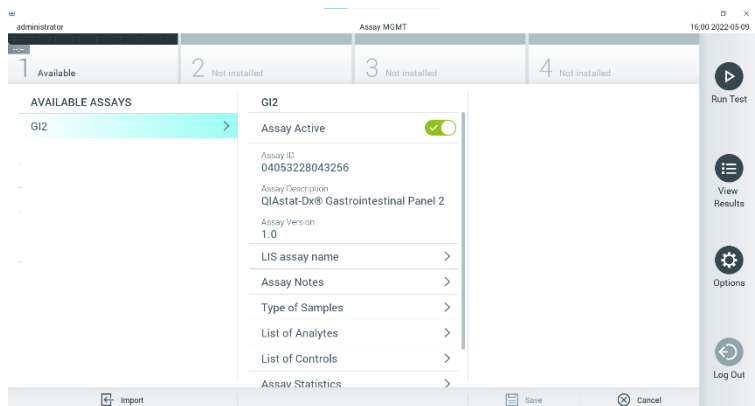 administrator
Assay MGMT
16:00 2022-05-09
1 Available
2 Not installed
3 Not installed
4 Not installed
Run Test
View
Results
Options
Log Out
AVAILABLE ASSAYS
GI2
GI2
Assay Active
Assay ID
04053228043256
Assay Description
QIAstat-Dx® Gastrointestinal Panel 2
Assay Version
1.0
LIS assay name
Assay Notes
Type of Samples
List of Analytes
List of Controls
Assay Statistics
Import
Save
Cancel